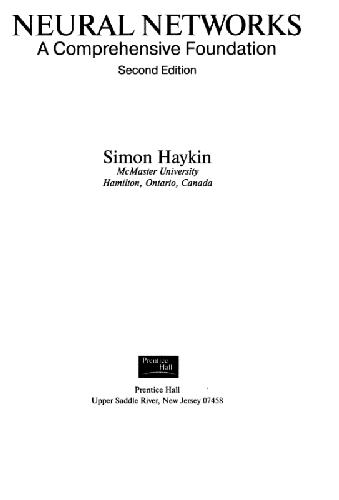 NEURAL NETWORKS
A Comprehensive Foundation
Second Edition
Simon Haykin
McMaster University
Hamilton, Ontario, Canada
Prentice
Hall
Prentice Hall
Upper Saddle River, New Jersey 07458